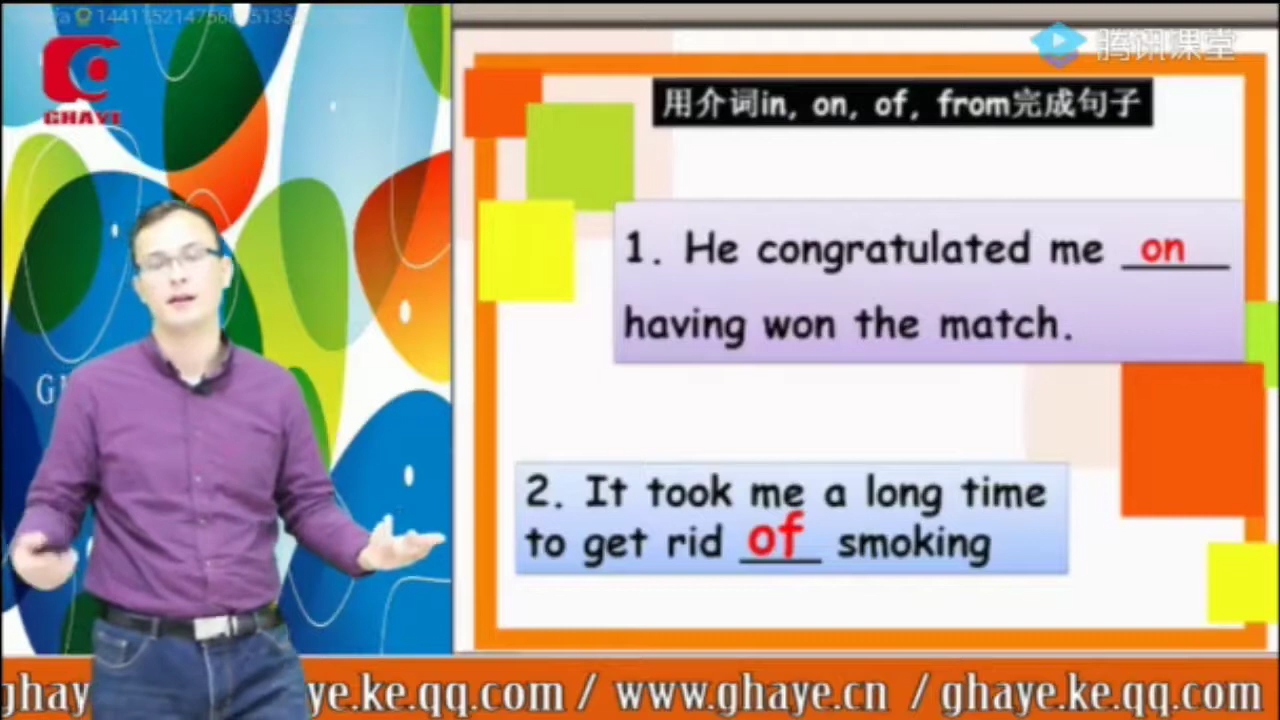 腾讯课堂
GHAYE
用介词in, on, of, from完成句子
1. He congratulated me on
having won the match.
2. It took me a long time
to get rid of smoking
ghay ye.ke.qq.com / www.ghaye.cn / ghaye.ke.qq.com